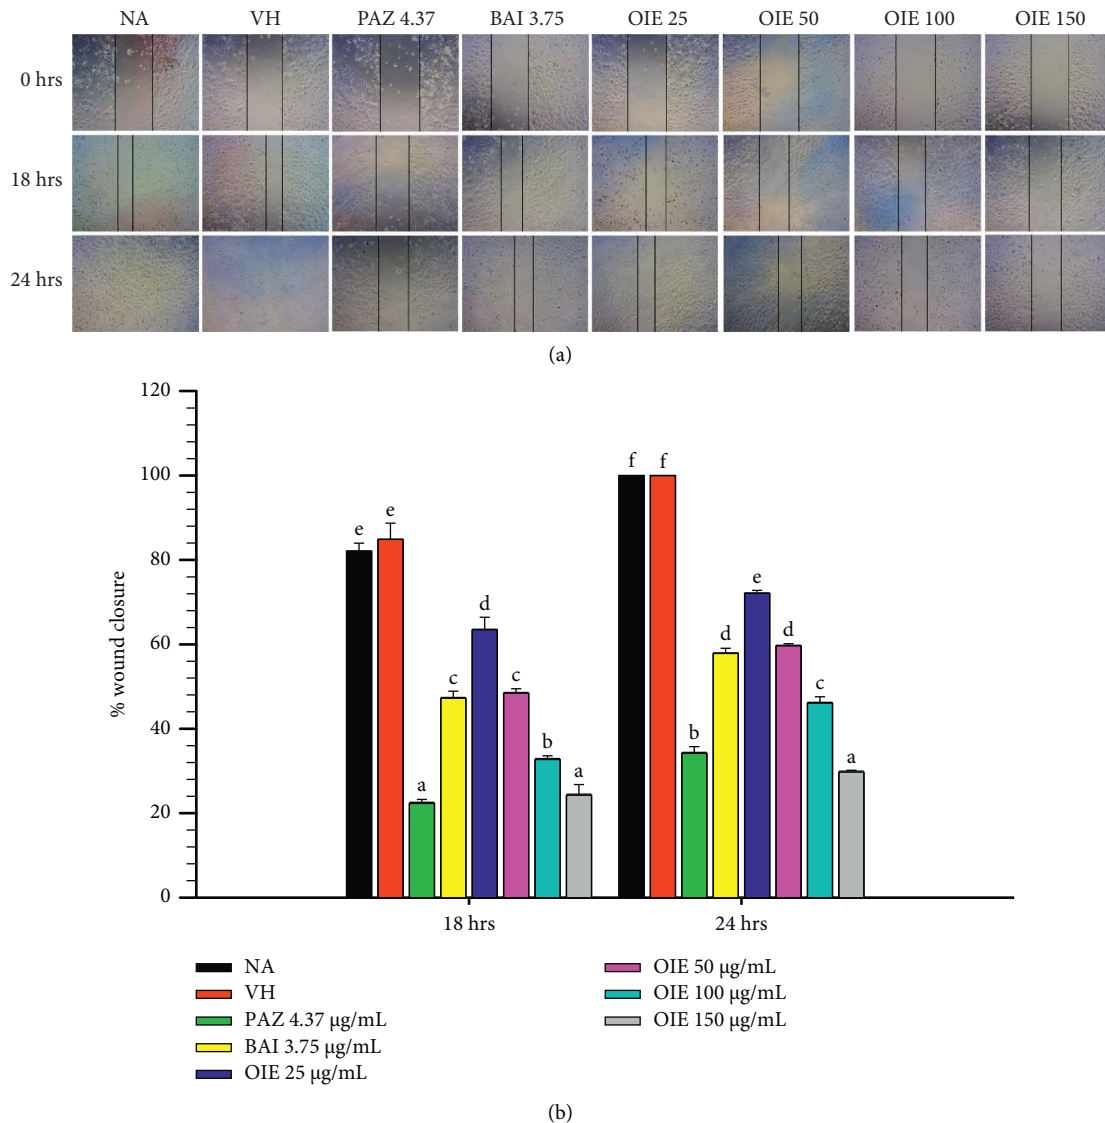 NA VH PAZ 4.37 BAI 3.75 OIE 25 OIE 50 OIE 100 OIE 150
0 hrs
18 hrs
24 hrs
(a)
120
100
80
60
40
20
0
% wound closure
e e a c d c b a
f f b d e d c a
18 hrs 24 hrs
NA
VH
PAZ 4.37 µg/mL
BAI 3.75 µg/mL
OIE 25 µg/mL
OIE 50 µg/mL
OIE 100 µg/mL
OIE 150 µg/mL
(b)